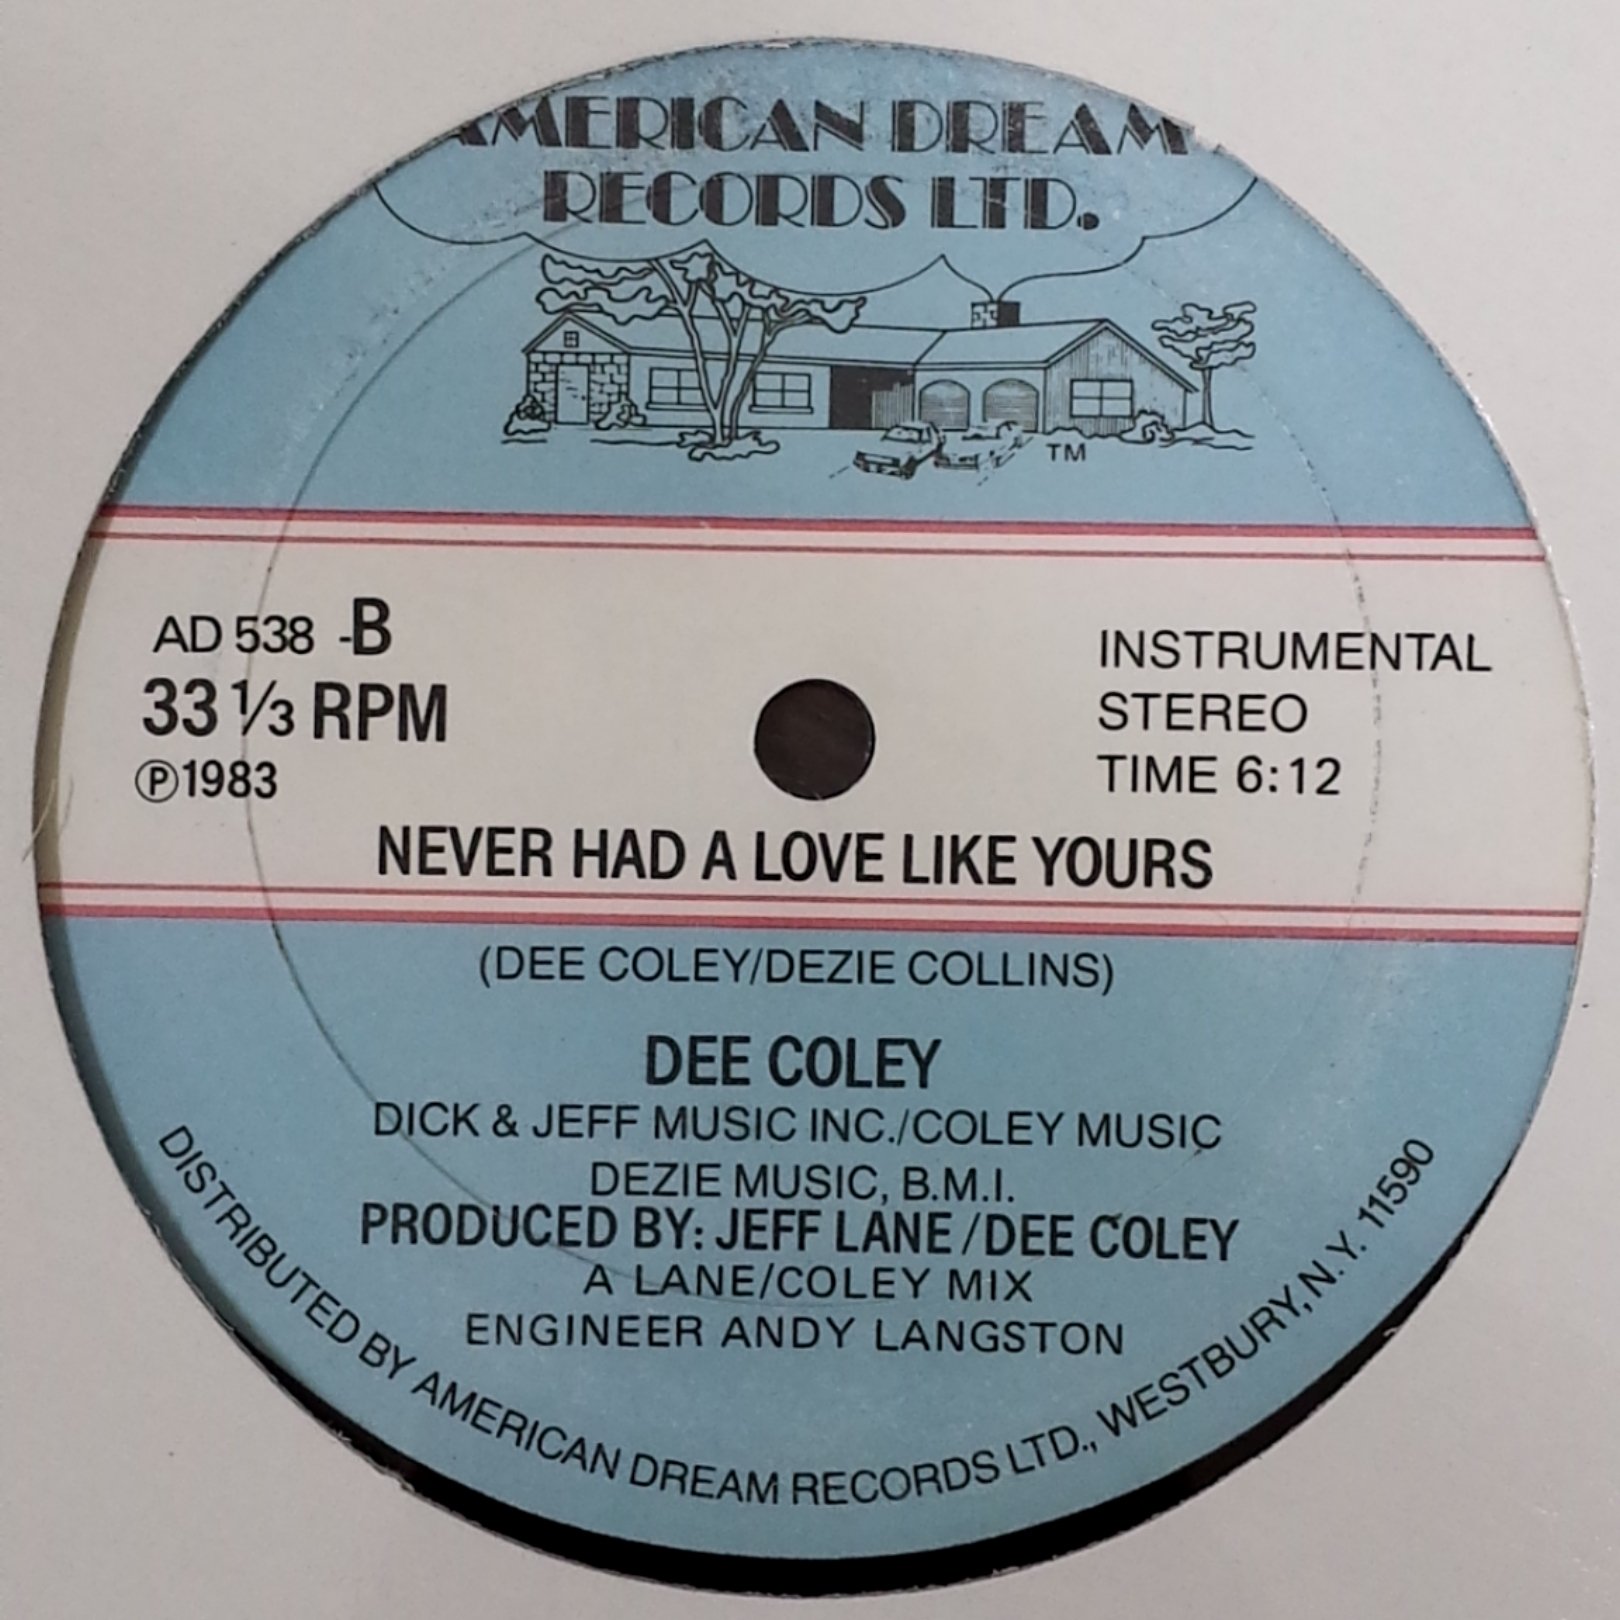 AMERICAN DREAM
RECORDS LTD.
TM
AD 538 -B
33 1/3 RPM
℗1983
INSTRUMENTAL
STEREO
TIME 6:12
NEVER HAD A LOVE LIKE YOURS
(DEE COLEY/DEZIE COLLINS)
DEE COLEY
DICK & JEFF MUSIC INC./COLEY MUSIC
DEZIE MUSIC, B.M.I.
PRODUCED BY: JEFF LANE/DEE COLEY
A LANE/COLEY MIX
ENGINEER ANDY LANGSTON
DISTRIBUTED BY AMERICAN DREAM RECORDS LTD., WESTBURY, N.Y. 11590